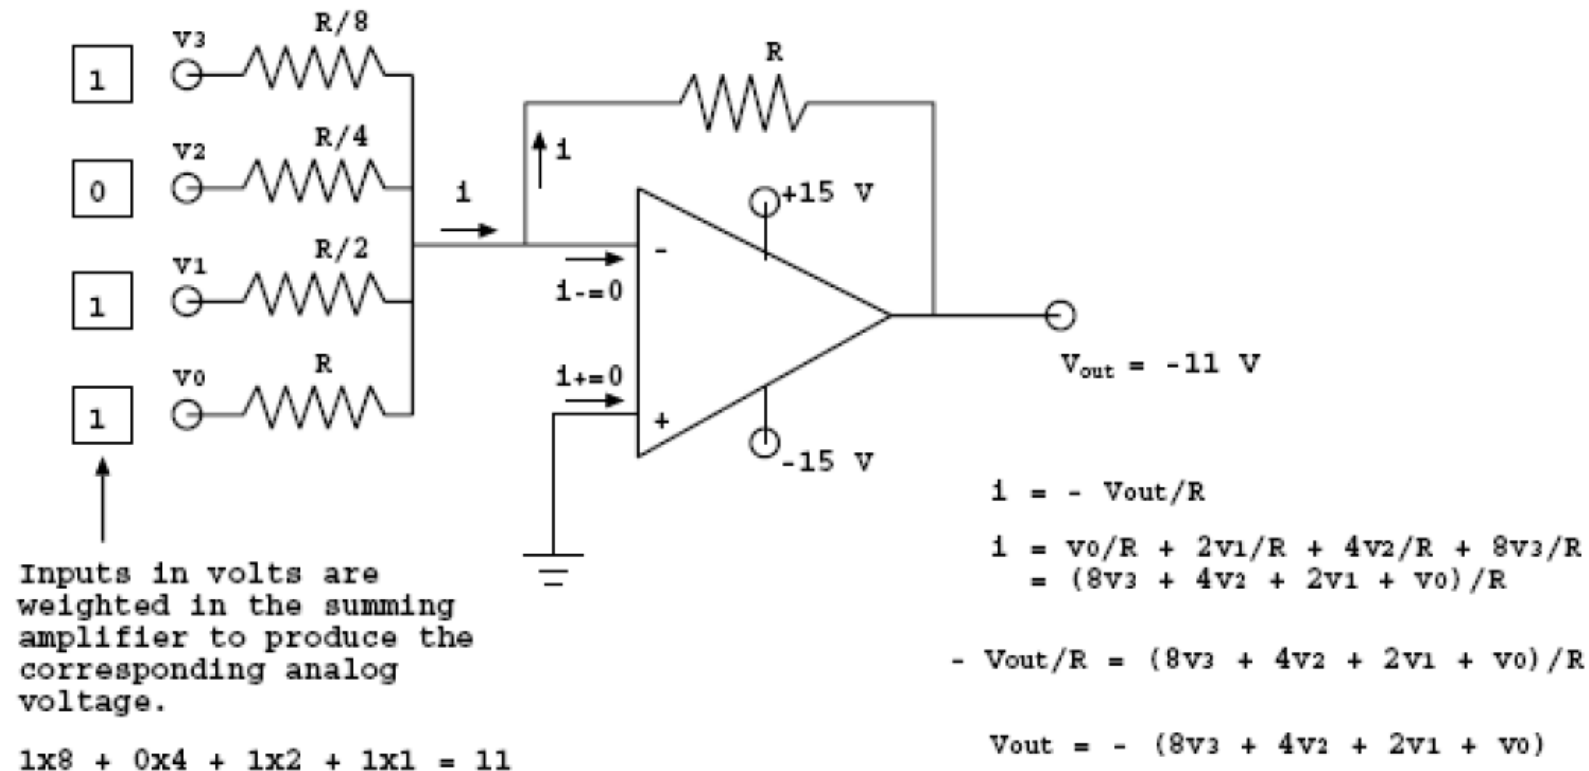 v3
R/8
1
v2
R/4
0
v1
R/2
1
v0
R
1
i
i
R
+15 V
-
i-=0
i+=0
+
-15 V
Vout = -11 V
Inputs in volts are
weighted in the summing
amplifier to produce the
corresponding analog
voltage.
1x8 + 0x4 + 1x2 + 1x1 = 11
i = - Vout/R
i = v0/R + 2v1/R + 4v2/R + 8v3/R
= (8v3 + 4v2 + 2v1 + v0)/R
- Vout/R = (8v3 + 4v2 + 2v1 + v0)/R
Vout = - (8v3 + 4v2 + 2v1 + v0)